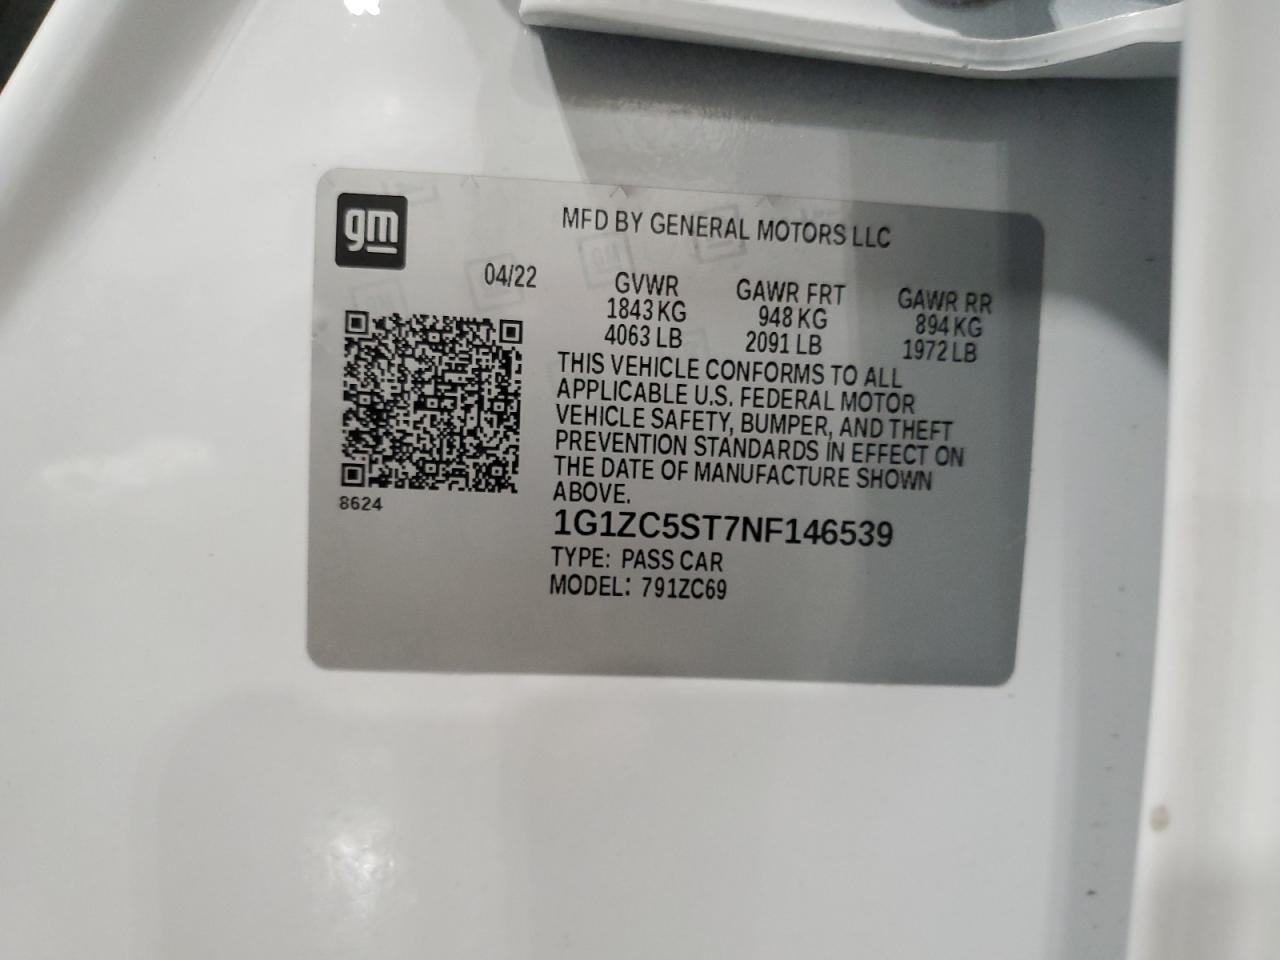 gm
MFD BY GENERAL MOTORS LLC
04/22
GVWR GAWR FRT GAWR RR
1843 KG 948 KG 894 KG
4063 LB 2091 LB 1972 LB
THIS VEHICLE CONFORMS TO ALL
APPLICABLE U.S. FEDERAL MOTOR
VEHICLE SAFETY, BUMPER, AND THEFT
PREVENTION STANDARDS IN EFFECT ON
THE DATE OF MANUFACTURE SHOWN
ABOVE.
8624
1G1ZC5ST7NF146539
TYPE: PASS CAR
MODEL: 791ZC69